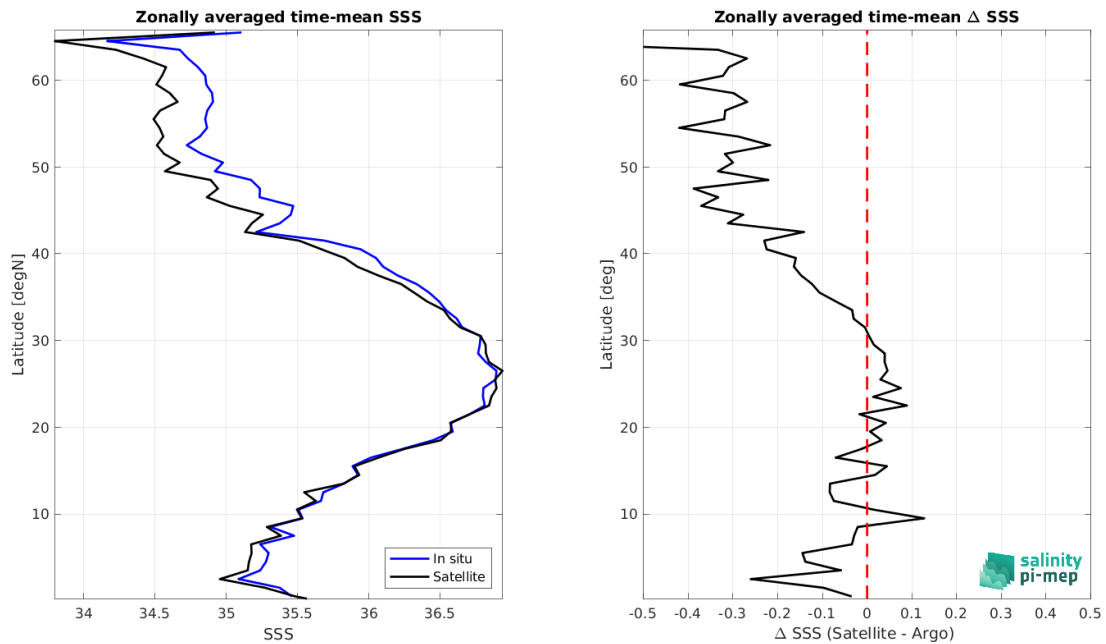 Zonally averaged time-mean SSS
Latitude [degN]
60
50
40
30
20
10
34
34.5
35
35.5
36
36.5
SSS
In situ
Satellite
Zonally averaged time-mean Δ SSS
Latitude [deg]
60
50
40
30
20
10
-0.5
-0.4
-0.3
-0.2
-0.1
0
0.1
0.2
0.3
0.4
0.5
Δ SSS (Satellite - Argo)
salinity
pi-mep